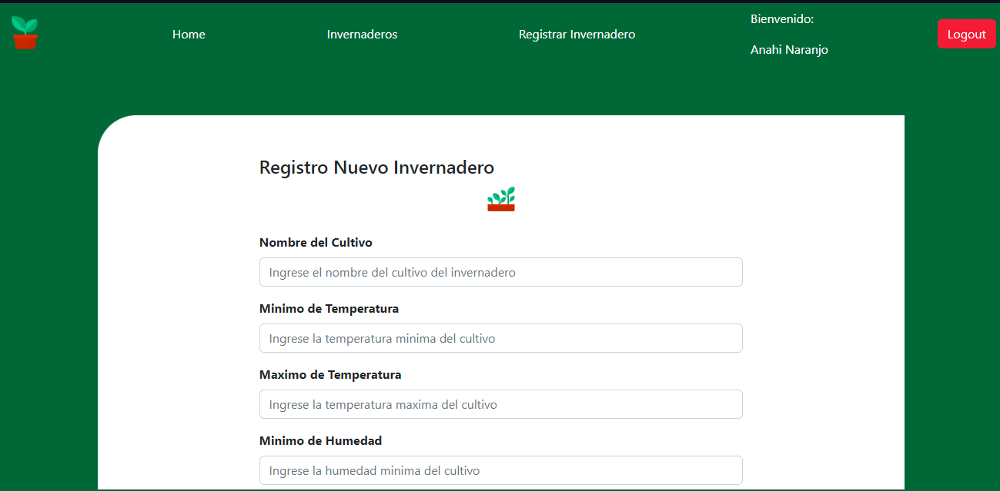 Home
Invernaderos
Registrar Invernadero
Bienvenido:
Anahi Naranjo
Logout
Registro Nuevo Invernadero
Nombre del Cultivo
Ingrese el nombre del cultivo del invernadero
Minimo de Temperatura
Ingrese la temperatura minima del cultivo
Maximo de Temperatura
Ingrese la temperatura maxima del cultivo
Minimo de Humedad
Ingrese la humedad minima del cultivo